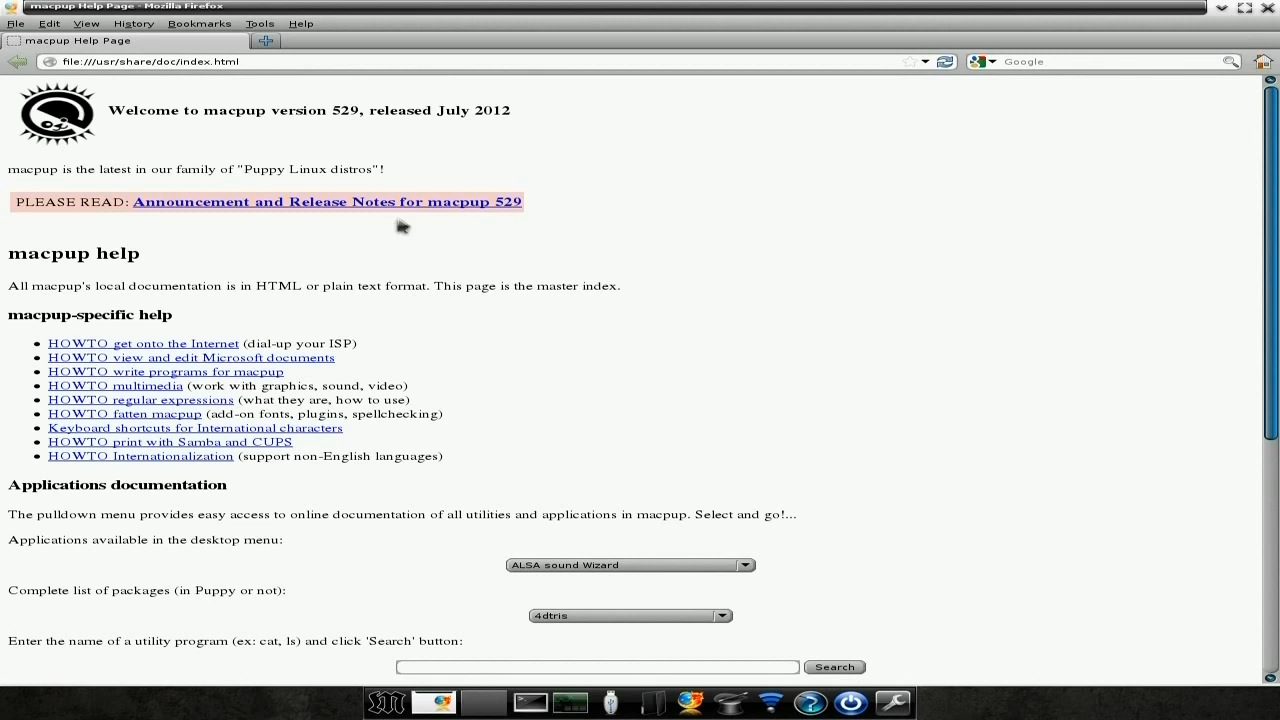 macpup Help Page - Mozilla Firefox
File Edit View History Bookmarks Tools Help
macpup Help Page
file:///usr/share/doc/index.html
Google
Welcome to macpup version 529, released July 2012
macpup is the latest in our family of "Puppy Linux distros"!
PLEASE READ: Announcement and Release Notes for macpup 529
macpup help
All macpup's local documentation is in HTML or plain text format. This page is the master index.
macpup-specific help
HOWTO get onto the Internet (dial-up your ISP)
HOWTO view and edit Microsoft documents
HOWTO write programs for macpup
HOWTO multimedia (work with graphics, sound, video)
HOWTO regular expressions (what they are, how to use)
HOWTO fatten macpup (add-on fonts, plugins, spellchecking)
Keyboard shortcuts for International characters
HOWTO print with Samba and CUPS
HOWTO Internationalization (support non-English languages)
Applications documentation
The pulldown menu provides easy access to online documentation of all utilities and applications in macpup. Select and go!...
Applications available in the desktop menu:
ALSA sound Wizard
Complete list of packages (in Puppy or not):
4dtris
Enter the name of a utility program (ex: cat, ls) and click 'Search' button:
Search